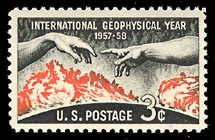 INTERNATIONAL GEOPHYSICAL YEAR
1957-58
U.S. POSTAGE 3¢